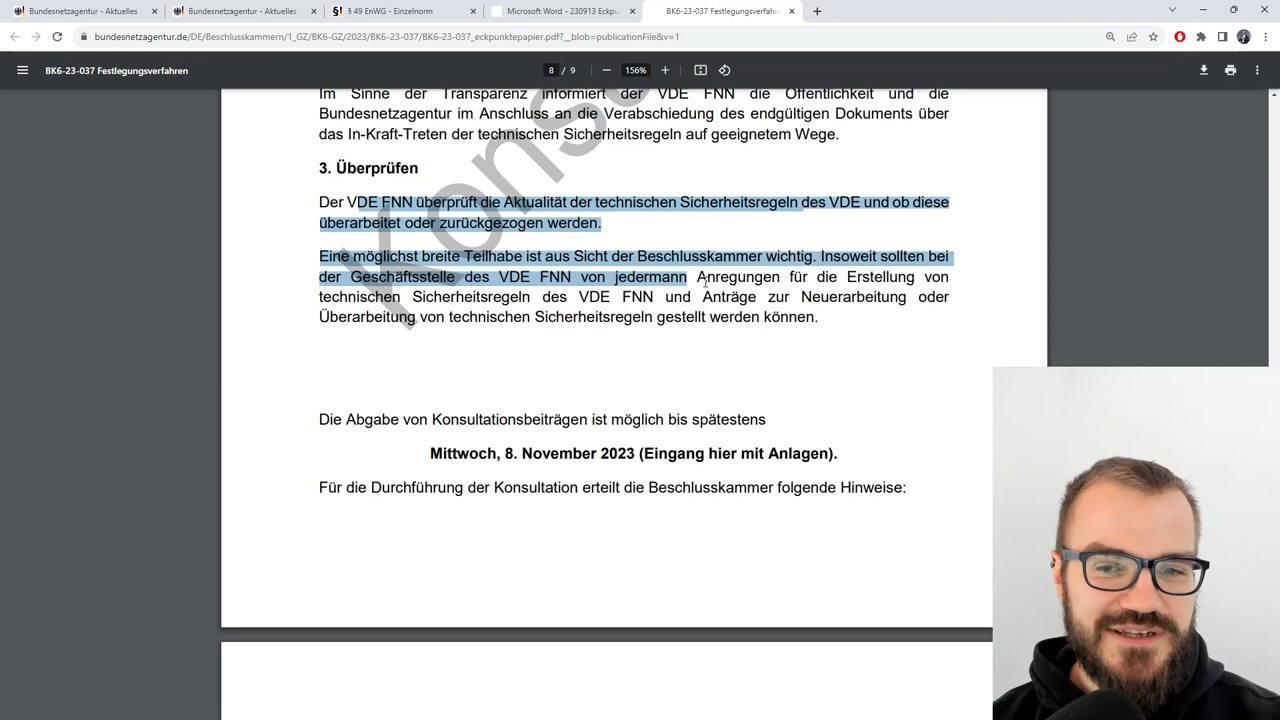 Bundesnetzagentur - Aktuelles
Bundesnetzagentur - Aktuelles -
§ 49 EnWG - Einzelnorm
Microsoft Word - 230913 Eckpu
BK6-23-037 Festlegungsverfahren
bundesnetzagentur.de/DE/Beschlusskammern/1_GZ/BK6-GZ/2023/BK6-23-037/BK6-23-037_eckpunktepapier.pdf?__blob=publicationFile&v=1
BK6-23-037 Festlegungsverfahren
8 / 9
156%
Im Sinne der Transparenz informiert der VDE FNN die Öffentlichkeit und die
Bundesnetzagentur im Anschluss an die Verabschiedung des endgültigen Dokuments über
das In-Kraft-Treten der technischen Sicherheitsregeln auf geeignetem Wege.
3. Überprüfen
Der VDE FNN überprüft die Aktualität der technischen Sicherheitsregeln des VDE und ob diese
überarbeitet oder zurückgezogen werden.
Eine möglichst breite Teilhabe ist aus Sicht der Beschlusskammer wichtig. Insoweit sollten bei
der Geschäftsstelle des VDE FNN von jedermann Anregungen für die Erstellung von
technischen Sicherheitsregeln des VDE FNN und Anträge zur Neuerarbeitung oder
Überarbeitung von technischen Sicherheitsregeln gestellt werden können.
Die Abgabe von Konsultationsbeiträgen ist möglich bis spätestens
Mittwoch, 8. November 2023 (Eingang hier mit Anlagen).
Für die Durchführung der Konsultation erteilt die Beschlusskammer folgende Hinweise: